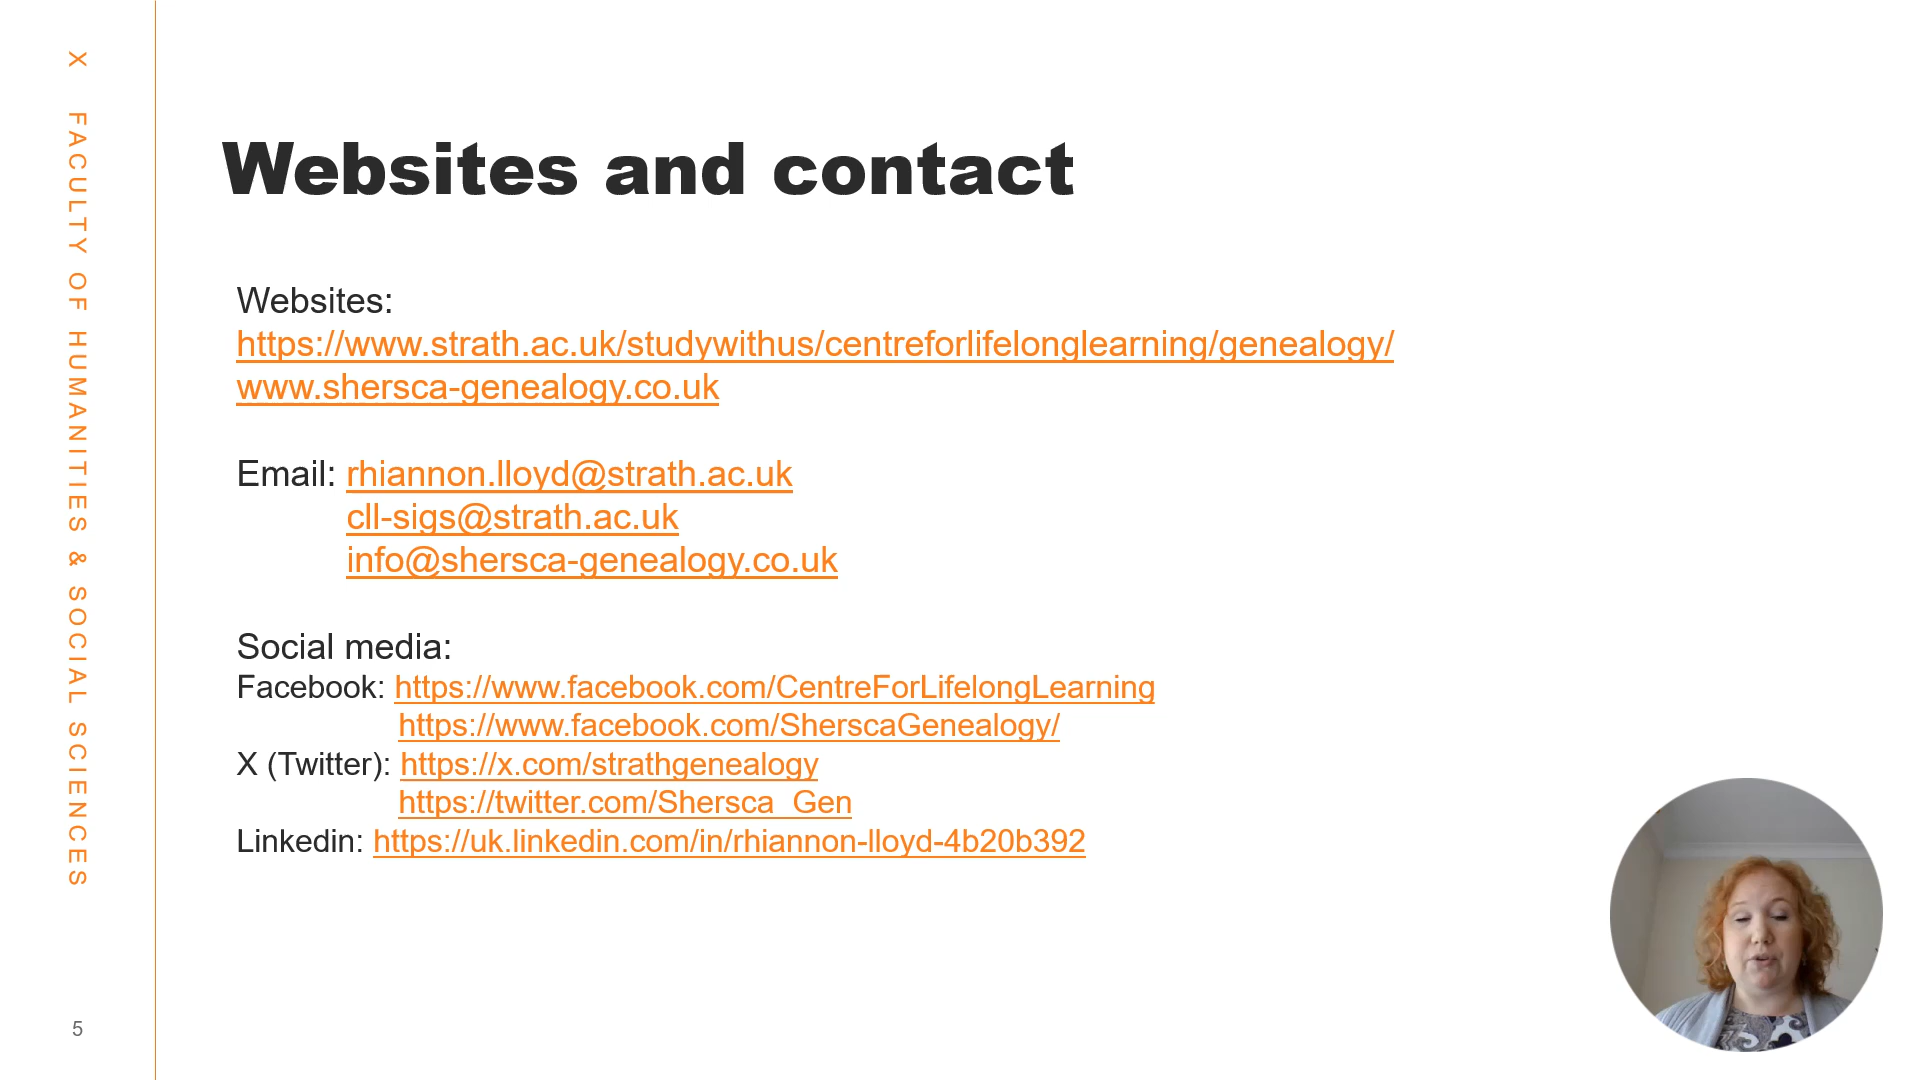 X FACULTY OF HUMANITIES & SOCIAL SCIENCES
Websites and contact
Websites:
https://www.strath.ac.uk/studywithus/centreforlifelonglearning/genealogy/
www.shersca-genealogy.co.uk
Email: rhiannon.lloyd@strath.ac.uk
cll-sigs@strath.ac.uk
info@shersca-genealogy.co.uk
Social media:
Facebook: https://www.facebook.com/CentreForLifelongLearning
https://www.facebook.com/SherscaGenealogy/
X (Twitter): https://x.com/strathgenealogy
https://twitter.com/Shersca_Gen
Linkedin: https://uk.linkedin.com/in/rhiannon-lloyd-4b20b392
5